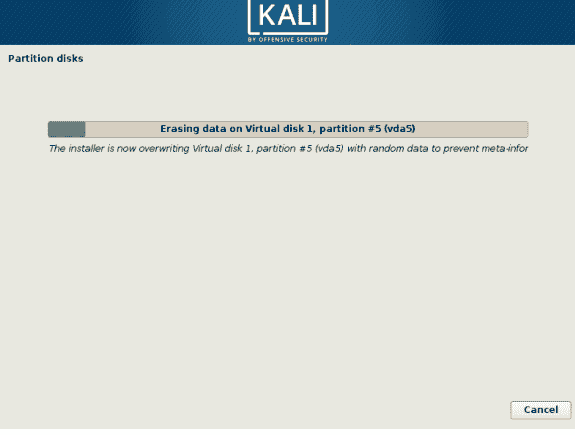 KALI
BY OFFENSIVE SECURITY
Partition disks
Erasing data on Virtual disk 1, partition #5 (vda5)
The installer is now overwriting Virtual disk 1, partition #5 (vda5) with random data to prevent meta-infor
Cancel